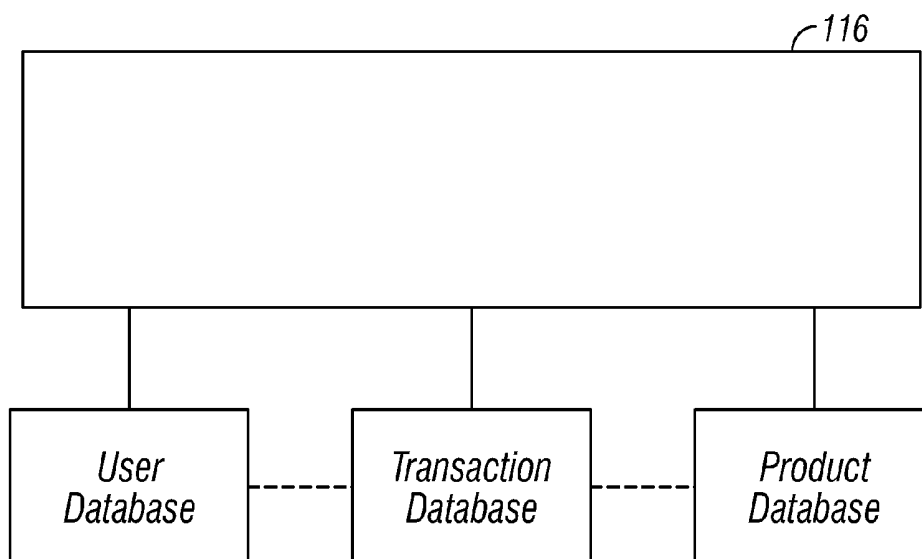 116
User
Database
Transaction
Database
Product
Database